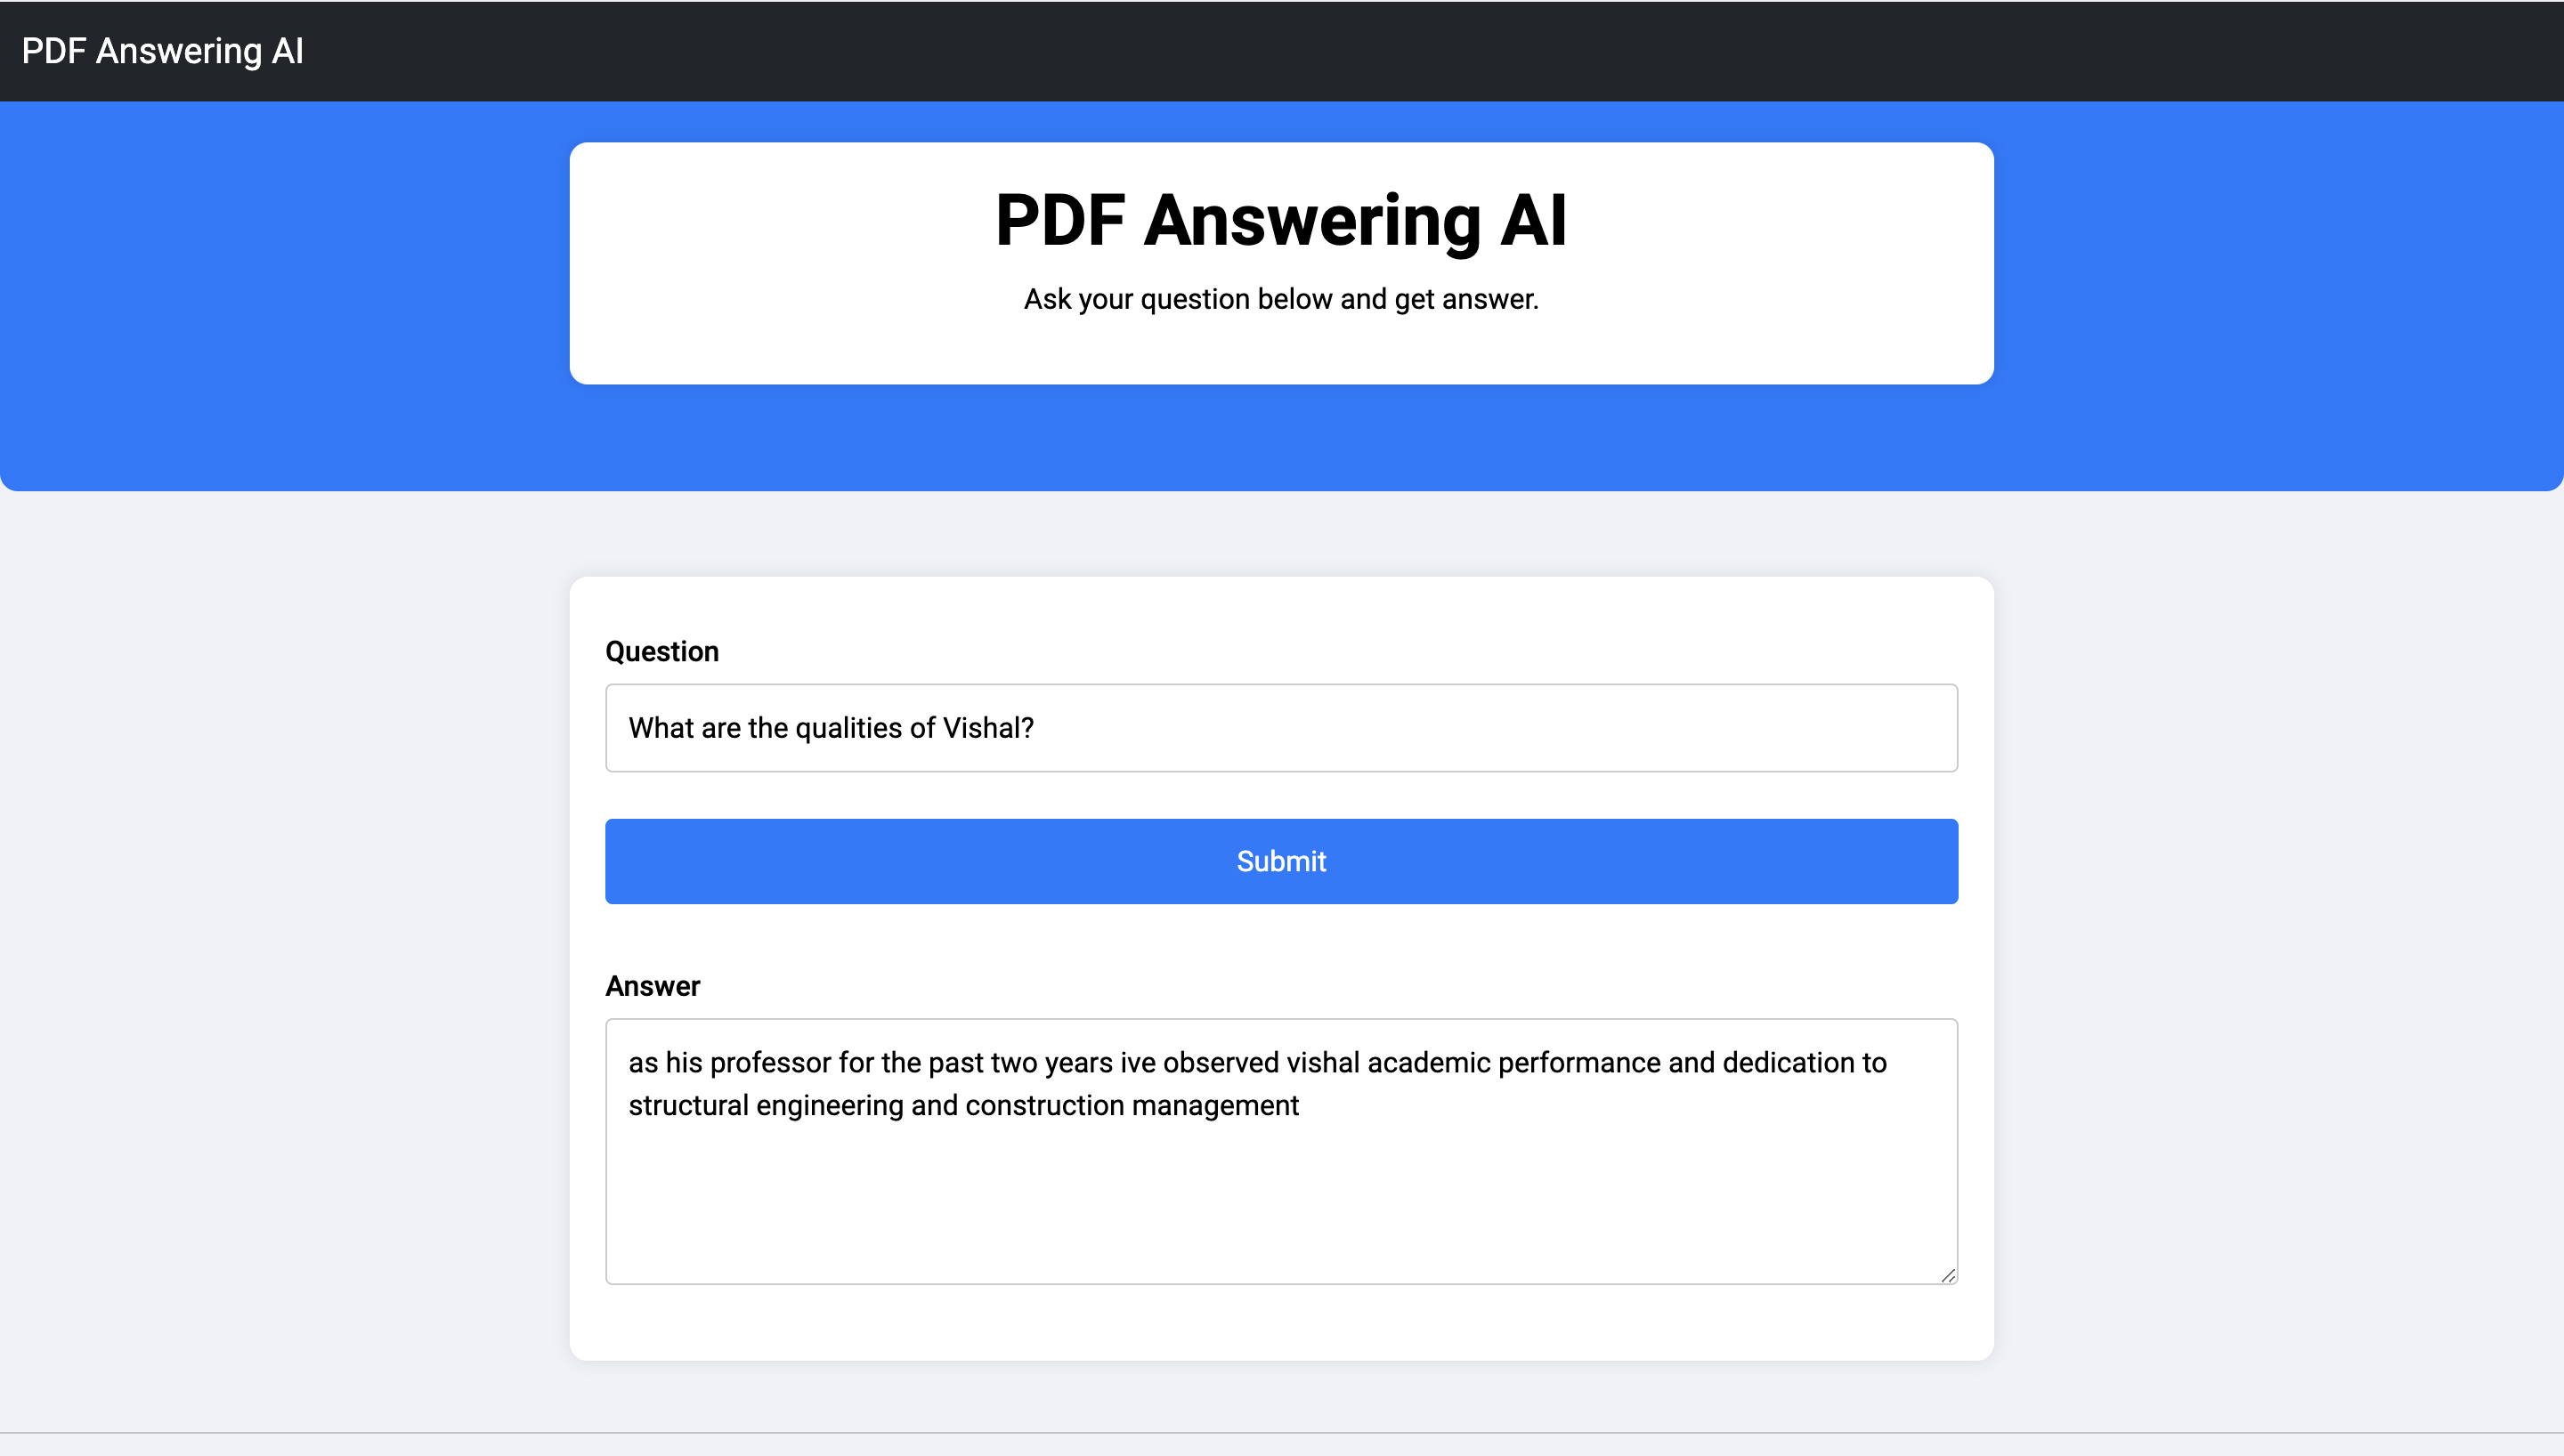 PDF Answering AI
PDF Answering AI
Ask your question below and get answer.
Question
What are the qualities of Vishal?
Submit
Answer
as his professor for the past two years ive observed vishal academic performance and dedication to
structural engineering and construction management